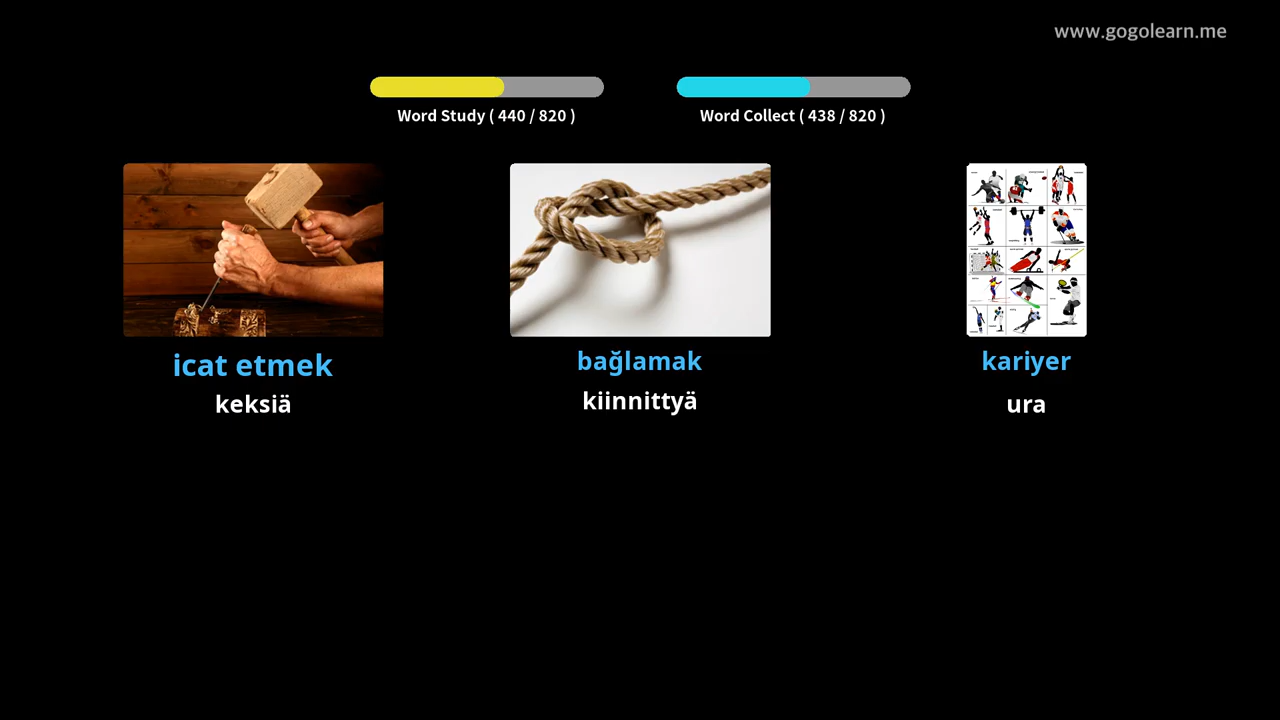 www.gogolearn.me
Word Study ( 440 / 820 )
Word Collect ( 438 / 820 )
icat etmek
bağlamak
kariyer
keksiä
kiinnittyä
ura